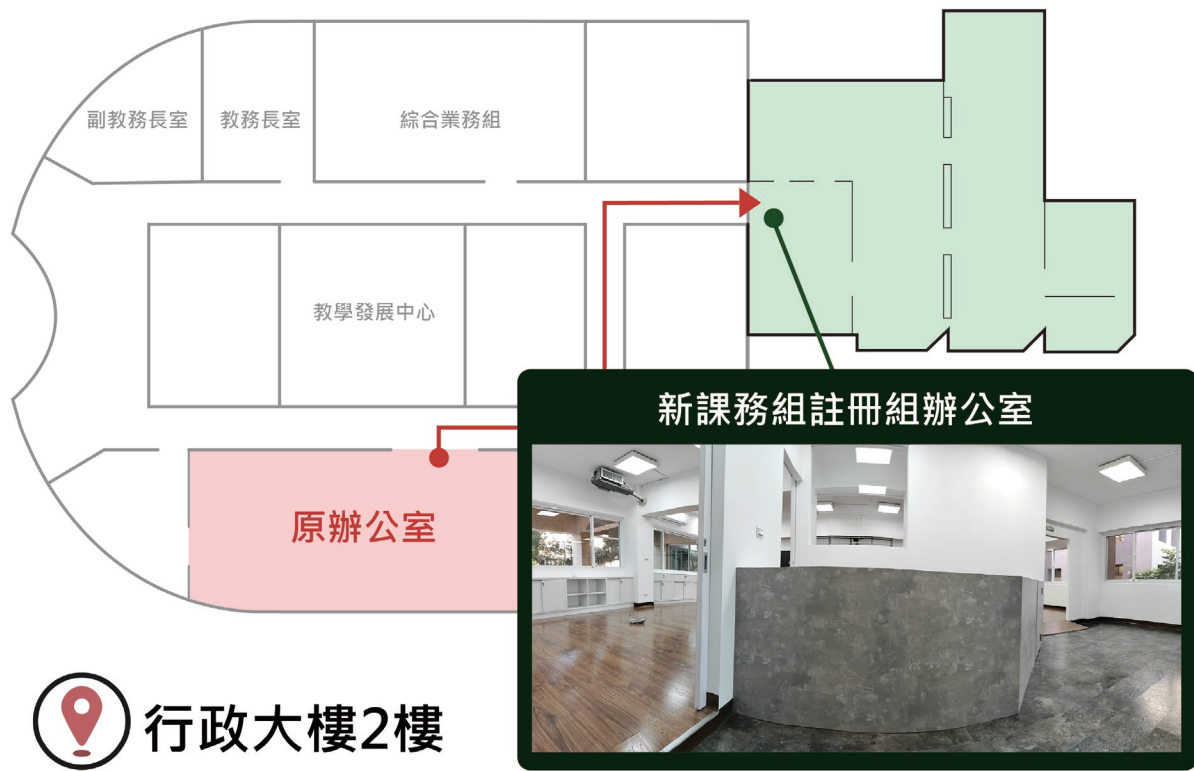 副教務長室
教務長室
綜合業務組
教學發展中心
新課務組註冊組辦公室
原辦公室
行政大樓2樓